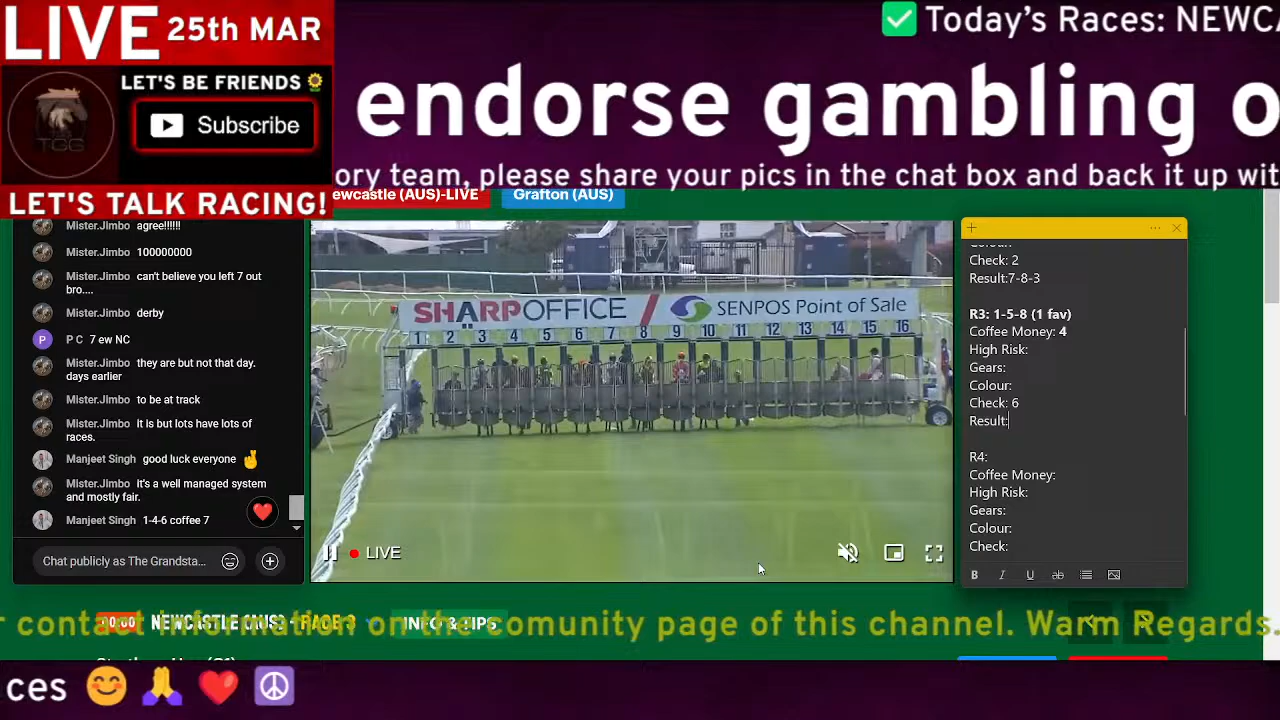 LIVE 25th MAR
✅ Today's Races: NEWCA
LET'S BE FRIENDS 🌻
Subscribe
TGG
endorse gambling o
ory team, please share your pics in the chat box and back it up wit
LET'S TALK RACING!
ewcastle (AUS)-LIVE
Grafton (AUS)
Mister.Jimbo agree!!!!!!
Mister.Jimbo 100000000
Mister.Jimbo can't believe you left 7 out
bro....
Mister.Jimbo derby
P
P C 7 ew NC
Mister.Jimbo they are but not that day.
days earlier
Mister.Jimbo to be at track
Mister.Jimbo it is but lots have lots of
races.
Manjeet Singh good luck everyone 🤞
Mister.Jimbo it's a well managed system
and mostly fair.
Manjeet Singh 1-4-6 coffee 7
Chat publicly as The Grandsta...
SHARPOFFICE / SENPOS Point of Sale
1 2 3 4 5 6 7 8 9 10 11 12 13 14 15 16
LIVE
Check: 2
Result:7-8-3
R3: 1-5-8 (1 fav)
Coffee Money: 4
High Risk:
Gears:
Colour:
Check: 6
Result:
R4:
Coffee Money:
High Risk:
Gears:
Colour:
Check:
B I U ab
00:00 NEWCASTLE (AUS) - RACE 3 INFO & TIPS
r contact information on the comunity page of this channel. Warm Regards.
ces 😊 🙏 ❤️ ☮️